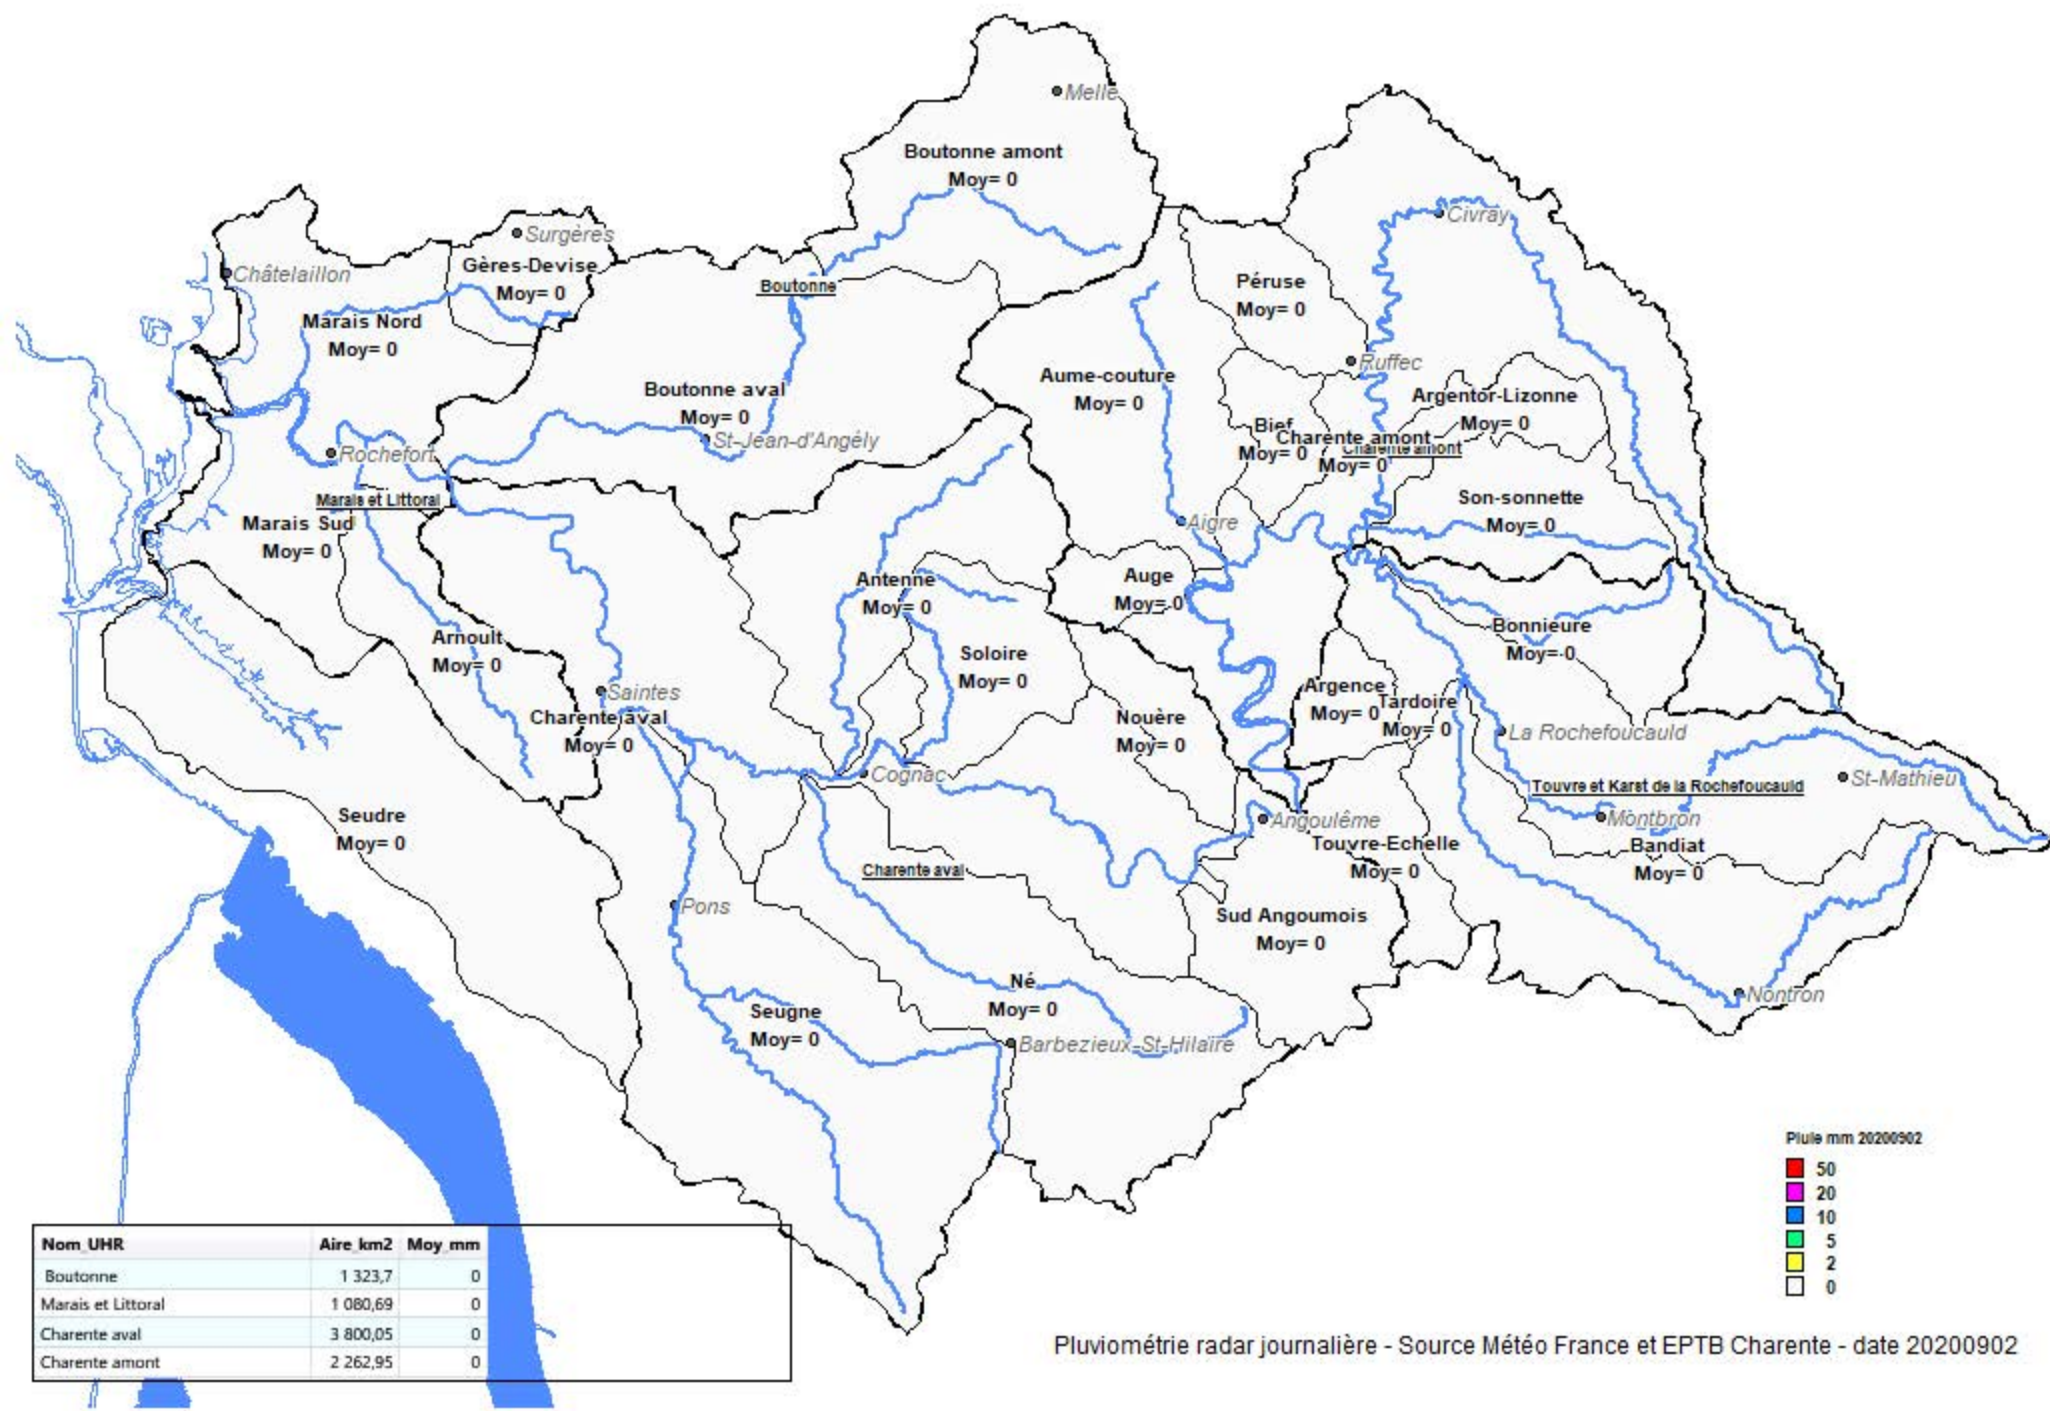 Melle
Boutonne amont
Moy= 0
Civray
Surgères
Châtelaillon
Gères-Devise
Moy= 0
Boutonne
Péruse
Moy= 0
Marais Nord
Moy= 0
Ruffec
Aume-couture
Moy= 0
Boutonne aval
Moy= 0
Argentor-Lizonne
Moy= 0
St-Jean-d'Angély
Bief
Moy= 0
Charente amont
Moy= 0
Charente amont
Rochefort
Marais et Littoral
Son-sonnette
Moy= 0
Marais Sud
Moy= 0
Aigre
Antenne
Moy= 0
Auge
Moy= 0
Arnoult
Moy= 0
Soloire
Moy= 0
Bonnieure
Moy= 0
Saintes
Charente aval
Moy= 0
Nouère
Moy= 0
Argence
Moy= 0
Tardoire
Moy= 0
La Rochefoucauld
Cognac
Touvre et Karst de la Rochefoucauld
St-Mathieu
Seudre
Moy= 0
Angoulême
Montbron
Touvre-Echelle
Moy= 0
Bandiat
Moy= 0
Charente aval
Pons
Sud Angoumois
Moy= 0
Né
Moy= 0
Nontron
Seugne
Moy= 0
Barbezieux-St-Hilaire
Pluie mm 20200902
50
20
10
5
2
0
Nom_UHR Aire_km2 Moy_mm
Boutonne 1 323,7 0
Marais et Littoral 1 080,69 0
Charente aval 3 800,05 0
Charente amont 2 262,95 0
Pluviométrie radar journalière - Source Météo France et EPTB Charente - date 20200902